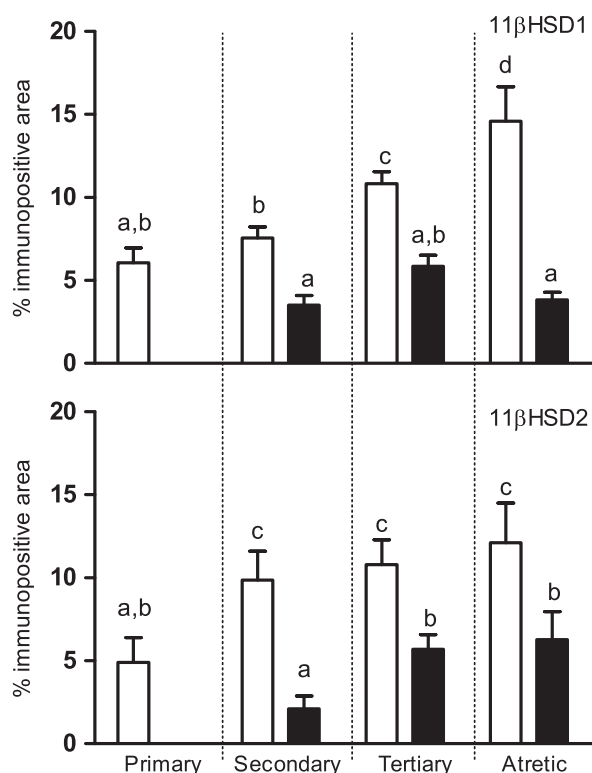 20
11βHSD1
d
15
c
b
a,b
a,b
10
a
a
5
0
% immunopositive area
20
11βHSD2
c
c
c
15
a,b
b
b
10
a
5
0
% immunopositive area
Primary Secondary Tertiary Atretic